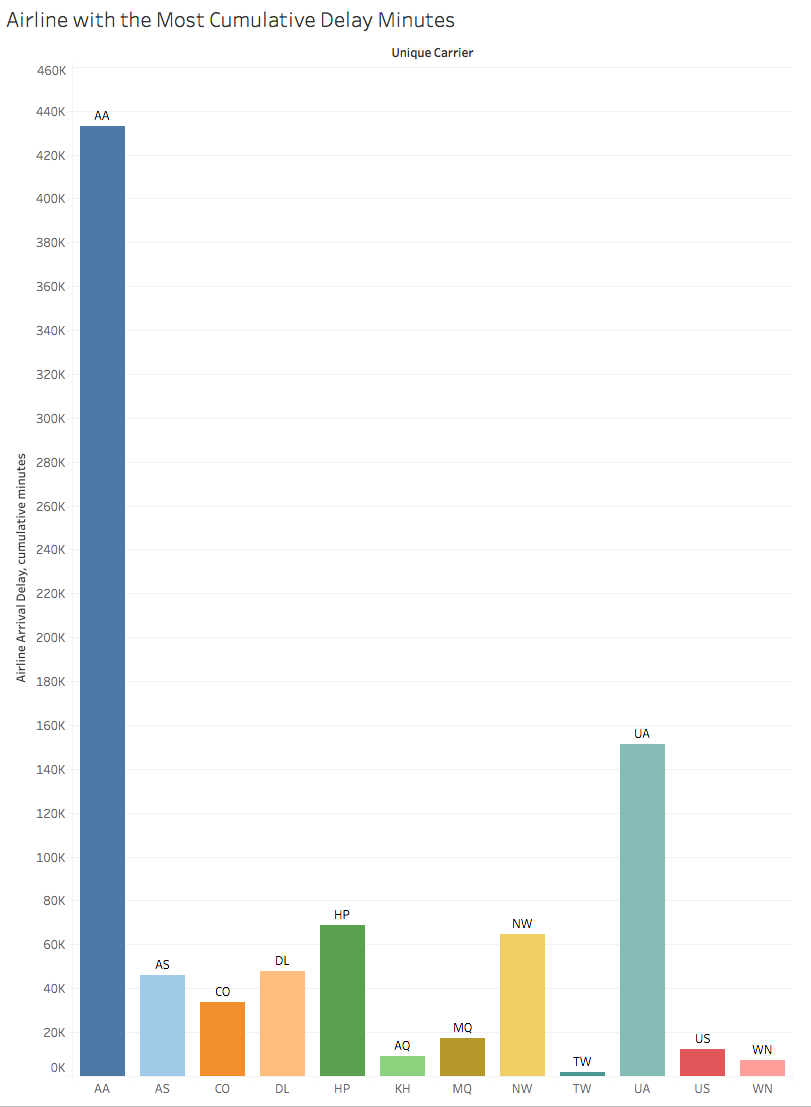 Airline with the Most Cumulative Delay Minutes
Unique Carrier
Airline Arrival Delay, cumulative minutes
460K
440K
420K
400K
380K
360K
340K
320K
300K
280K
260K
240K
220K
200K
180K
160K
140K
120K
100K
80K
60K
40K
20K
0K
AA
AS
CO
DL
HP
AQ
MQ
NW
TW
UA
US
WN
AA AS CO DL HP KH MQ NW TW UA US WN